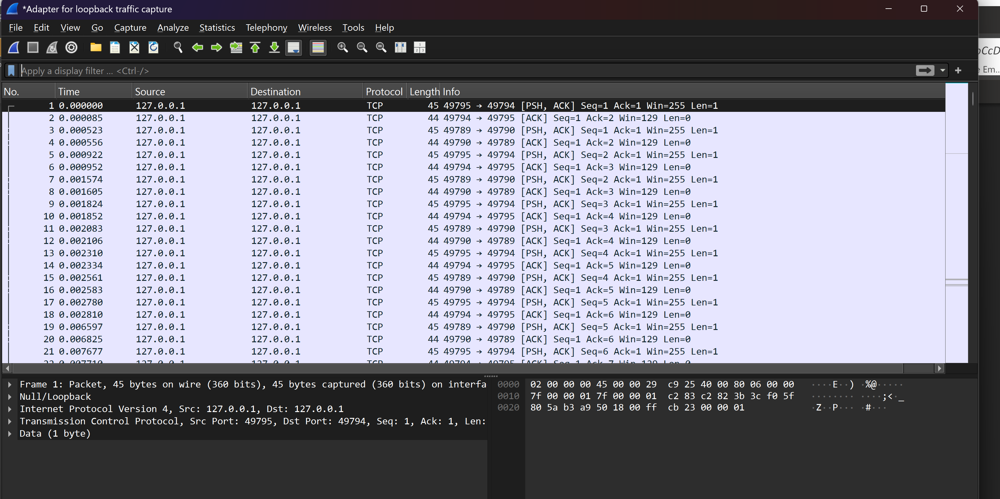 *Adapter for loopback traffic capture
File Edit View Go Capture Analyze Statistics Telephony Wireless Tools Help
Apply a display filter ... <Ctrl-/>
No. Time Source Destination Protocol Length Info
1 0.000000 127.0.0.1 127.0.0.1 TCP 45 49795 → 49794 [PSH, ACK] Seq=1 Ack=1 Win=255 Len=1
2 0.000085 127.0.0.1 127.0.0.1 TCP 44 49794 → 49795 [ACK] Seq=1 Ack=2 Win=129 Len=0
3 0.000523 127.0.0.1 127.0.0.1 TCP 45 49789 → 49790 [PSH, ACK] Seq=1 Ack=1 Win=255 Len=1
4 0.000556 127.0.0.1 127.0.0.1 TCP 44 49790 → 49789 [ACK] Seq=1 Ack=2 Win=129 Len=0
5 0.000922 127.0.0.1 127.0.0.1 TCP 45 49795 → 49794 [PSH, ACK] Seq=2 Ack=1 Win=255 Len=1
6 0.000952 127.0.0.1 127.0.0.1 TCP 44 49794 → 49795 [ACK] Seq=1 Ack=3 Win=129 Len=0
7 0.001574 127.0.0.1 127.0.0.1 TCP 45 49789 → 49790 [PSH, ACK] Seq=2 Ack=1 Win=255 Len=1
8 0.001605 127.0.0.1 127.0.0.1 TCP 44 49790 → 49789 [ACK] Seq=1 Ack=3 Win=129 Len=0
9 0.001824 127.0.0.1 127.0.0.1 TCP 45 49795 → 49794 [PSH, ACK] Seq=3 Ack=1 Win=255 Len=1
10 0.001852 127.0.0.1 127.0.0.1 TCP 44 49794 → 49795 [ACK] Seq=1 Ack=4 Win=129 Len=0
11 0.002083 127.0.0.1 127.0.0.1 TCP 45 49789 → 49790 [PSH, ACK] Seq=3 Ack=1 Win=255 Len=1
12 0.002106 127.0.0.1 127.0.0.1 TCP 44 49790 → 49789 [ACK] Seq=1 Ack=4 Win=129 Len=0
13 0.002310 127.0.0.1 127.0.0.1 TCP 45 49795 → 49794 [PSH, ACK] Seq=4 Ack=1 Win=255 Len=1
14 0.002334 127.0.0.1 127.0.0.1 TCP 44 49794 → 49795 [ACK] Seq=1 Ack=5 Win=129 Len=0
15 0.002561 127.0.0.1 127.0.0.1 TCP 45 49789 → 49790 [PSH, ACK] Seq=4 Ack=1 Win=255 Len=1
16 0.002583 127.0.0.1 127.0.0.1 TCP 44 49790 → 49789 [ACK] Seq=1 Ack=5 Win=129 Len=0
17 0.002780 127.0.0.1 127.0.0.1 TCP 45 49795 → 49794 [PSH, ACK] Seq=5 Ack=1 Win=255 Len=1
18 0.002810 127.0.0.1 127.0.0.1 TCP 44 49794 → 49795 [ACK] Seq=1 Ack=6 Win=129 Len=0
19 0.006597 127.0.0.1 127.0.0.1 TCP 45 49789 → 49790 [PSH, ACK] Seq=5 Ack=1 Win=255 Len=1
20 0.006825 127.0.0.1 127.0.0.1 TCP 44 49790 → 49789 [ACK] Seq=1 Ack=6 Win=129 Len=0
21 0.007677 127.0.0.1 127.0.0.1 TCP 45 49795 → 49794 [PSH, ACK] Seq=6 Ack=1 Win=255 Len=1
Frame 1: Packet, 45 bytes on wire (360 bits), 45 bytes captured (360 bits) on interfa
Null/Loopback
Internet Protocol Version 4, Src: 127.0.0.1, Dst: 127.0.0.1
Transmission Control Protocol, Src Port: 49795, Dst Port: 49794, Seq: 1, Ack: 1, Len:
Data (1 byte)
0000 02 00 00 00 45 00 00 29 c9 25 40 00 80 06 00 00 ····E··) ·%@·····
0010 7f 00 00 01 7f 00 00 01 c2 83 c2 82 3b 3c f0 5f ········ ····;<·_
0020 80 5a b3 a9 50 18 00 ff cb 23 00 00 01 ·Z··P··· ·#···